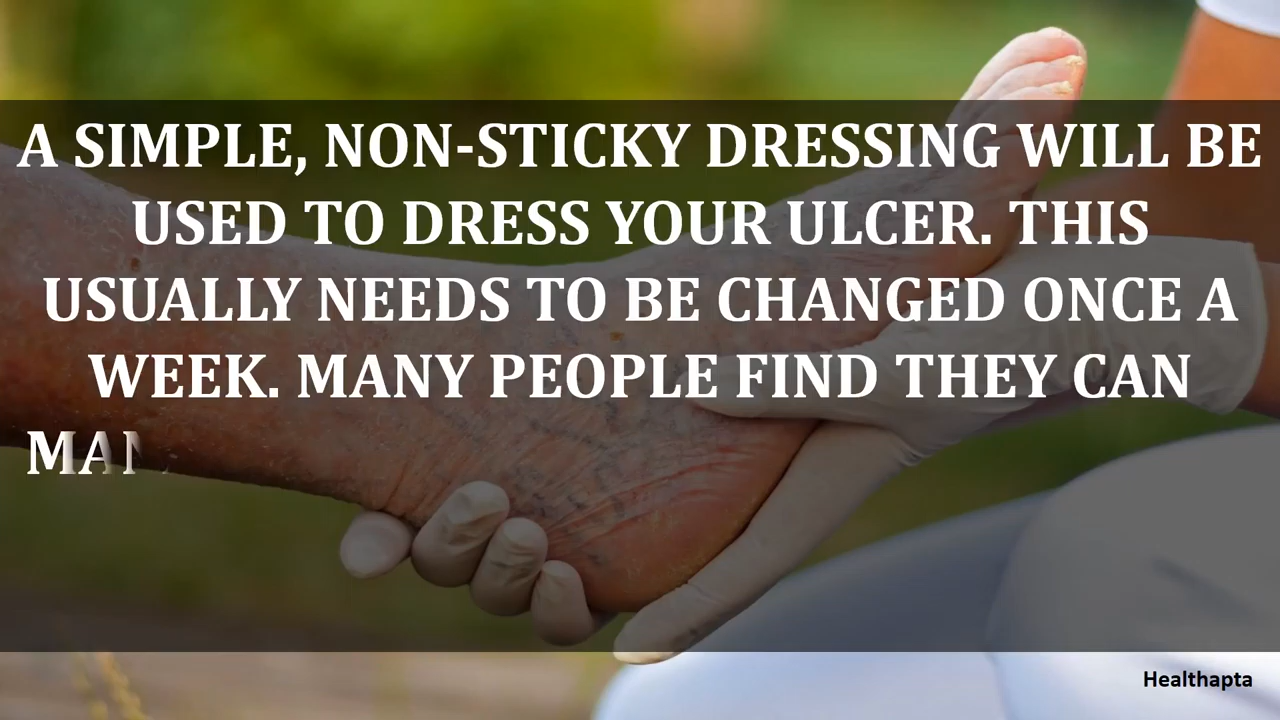 A SIMPLE, NON-STICKY DRESSING WILL BE
USED TO DRESS YOUR ULCER. THIS
USUALLY NEEDS TO BE CHANGED ONCE A
WEEK. MANY PEOPLE FIND THEY CAN
Healthapta